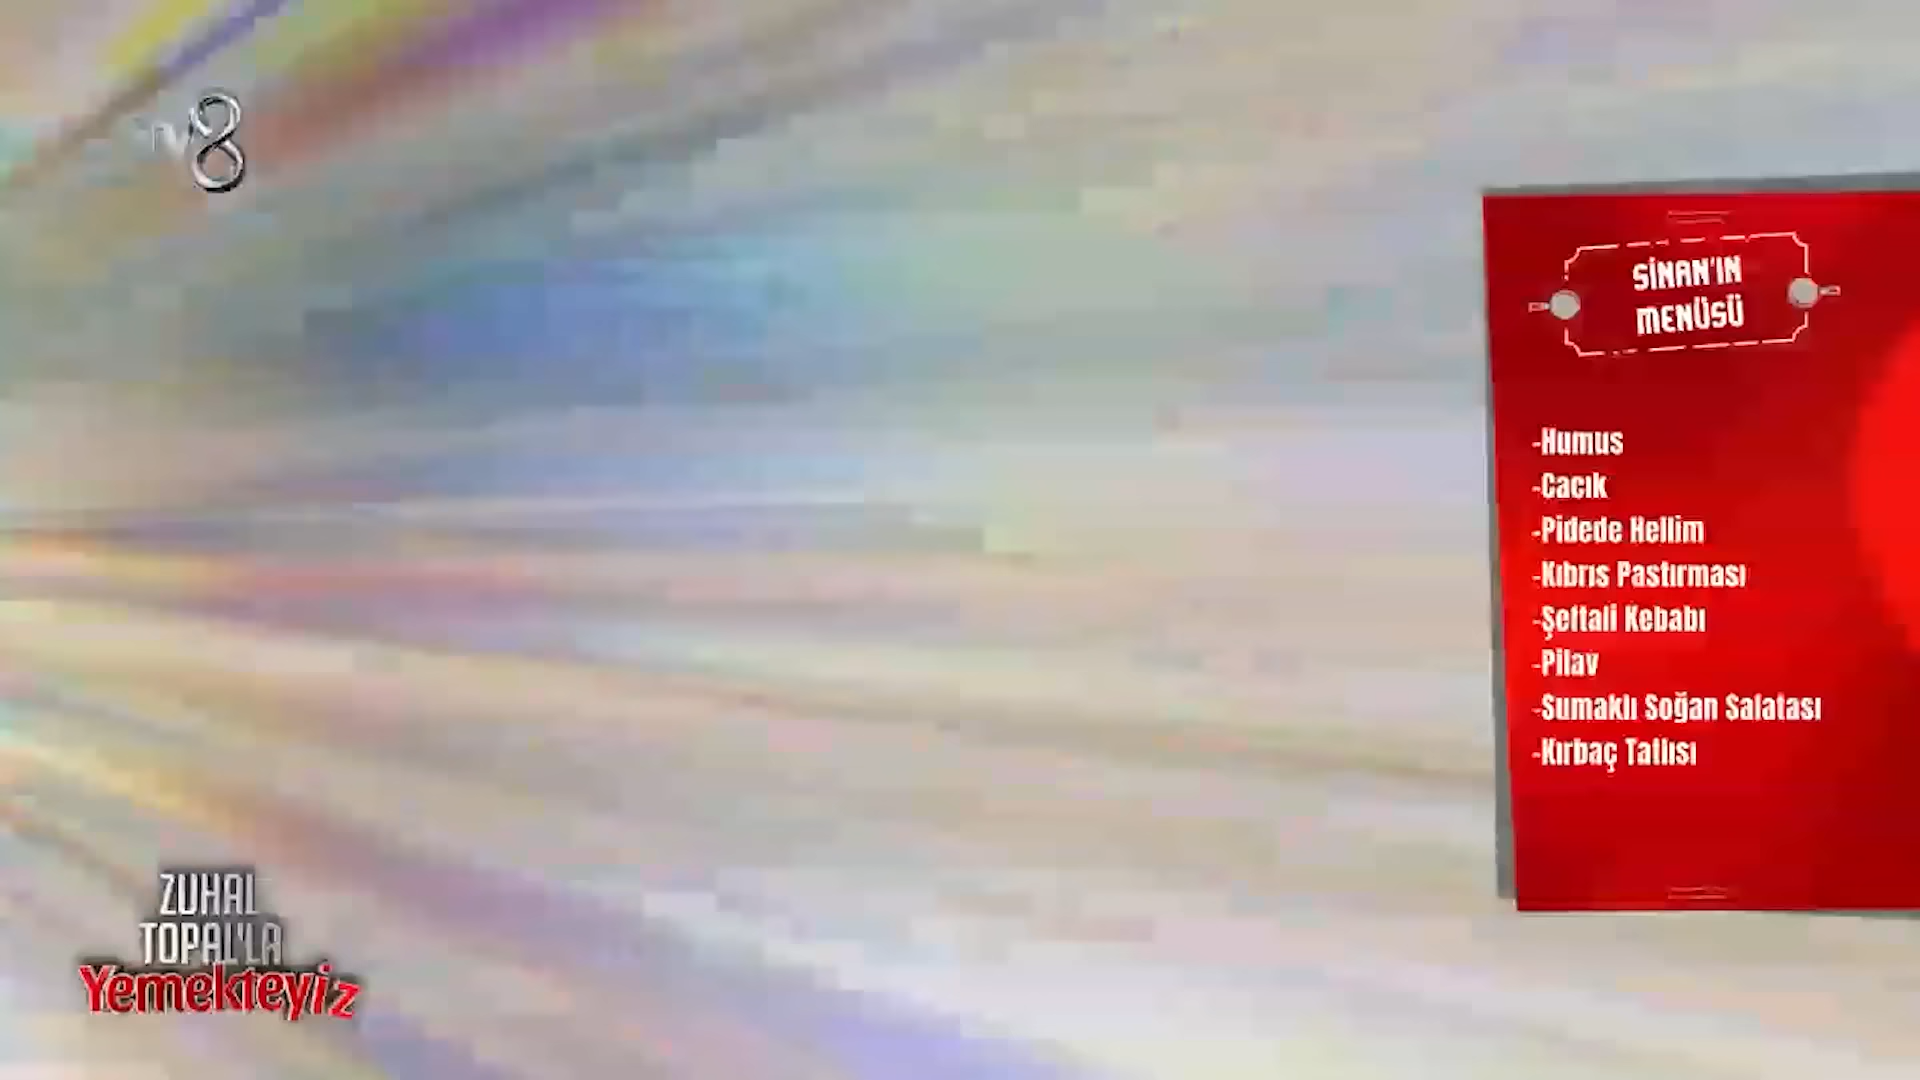 TV8
SİNAN'IN
MENÜSÜ
-Humus
-Cacık
-Pidede Hellim
-Kıbrıs Pastırması
-Şeftali Kebabı
-Pilav
-Sumaklı Soğan Salatası
-Kırbaç Tatlısı
ZUHAL
TOPAL'LA
Yemekteyiz